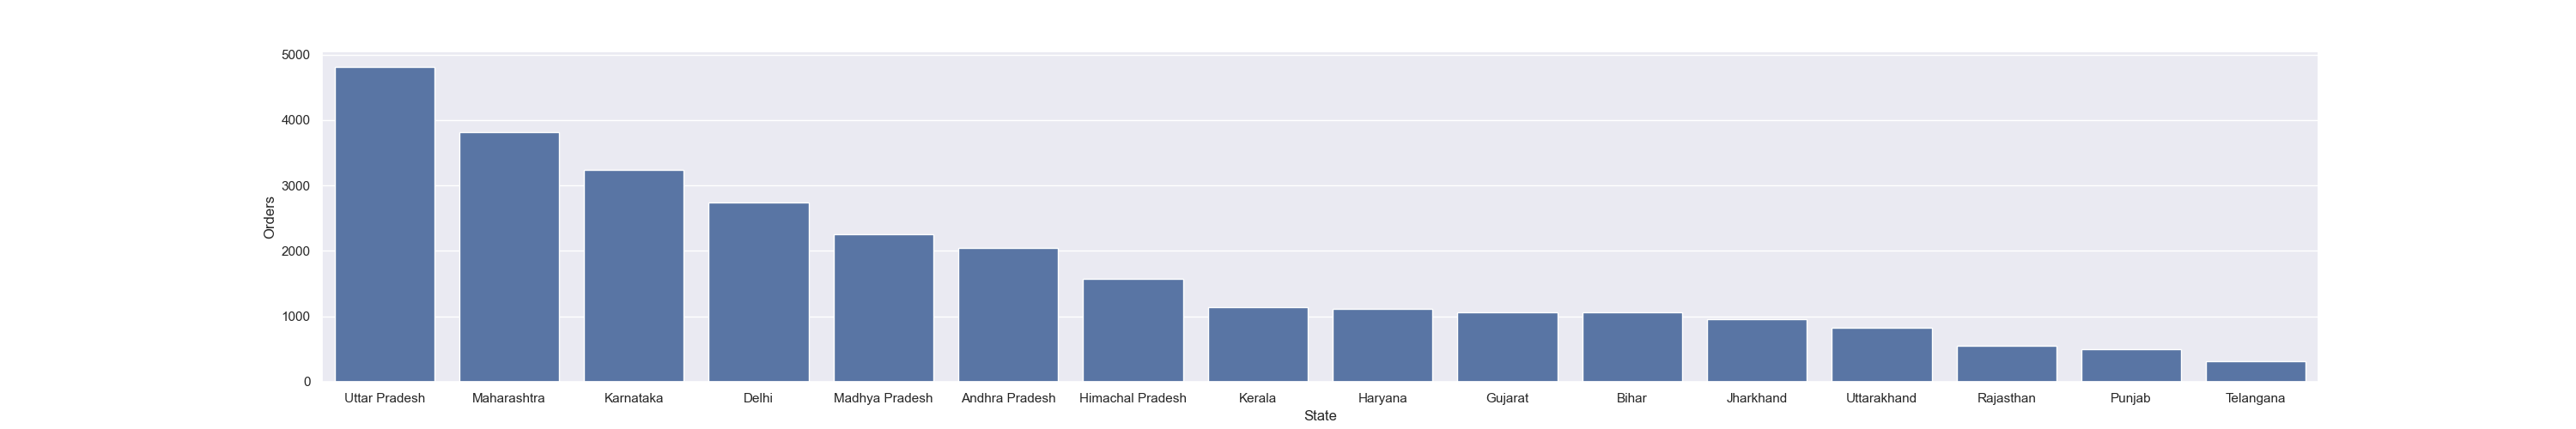 5000
4000
3000
2000
1000
0
Orders
Uttar Pradesh Maharashtra Karnataka Delhi Madhya Pradesh Andhra Pradesh Himachal Pradesh Kerala Haryana Gujarat Bihar Jharkhand Uttarakhand Rajasthan Punjab Telangana
State